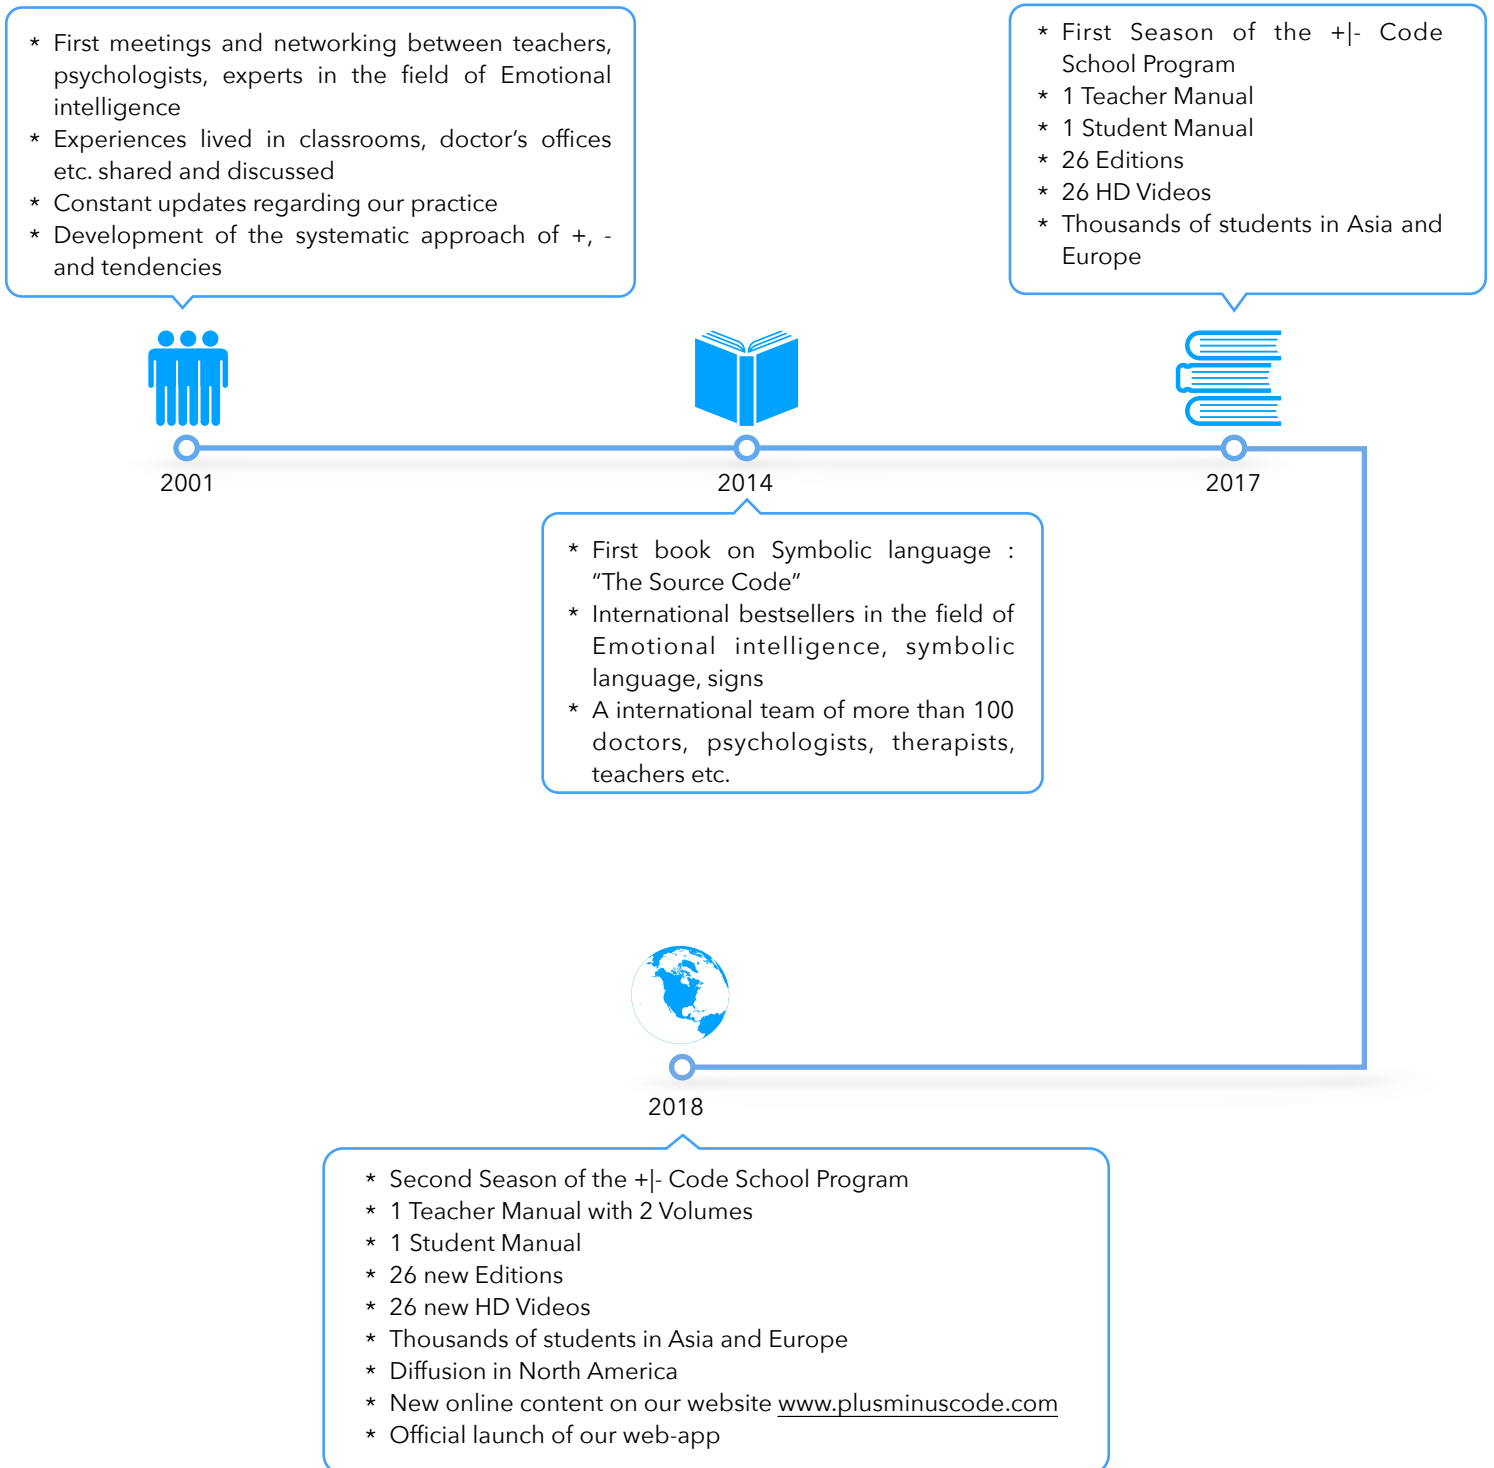 * First meetings and networking between teachers,
psychologists, experts in the field of Emotional
intelligence
* Experiences lived in classrooms, doctor’s offices
etc. shared and discussed
* Constant updates regarding our practice
* Development of the systematic approach of +, -
and tendencies
2001
* First book on Symbolic language :
“The Source Code”
* International bestsellers in the field of
Emotional intelligence, symbolic
language, signs
* A international team of more than 100
doctors, psychologists, therapists,
teachers etc.
2014
* First Season of the +|- Code
School Program
* 1 Teacher Manual
* 1 Student Manual
* 26 Editions
* 26 HD Videos
* Thousands of students in Asia and
Europe
2017
2018
* Second Season of the +|- Code School Program
* 1 Teacher Manual with 2 Volumes
* 1 Student Manual
* 26 new Editions
* 26 new HD Videos
* Thousands of students in Asia and Europe
* Diffusion in North America
* New online content on our website www.plusminuscode.com
* Official launch of our web-app